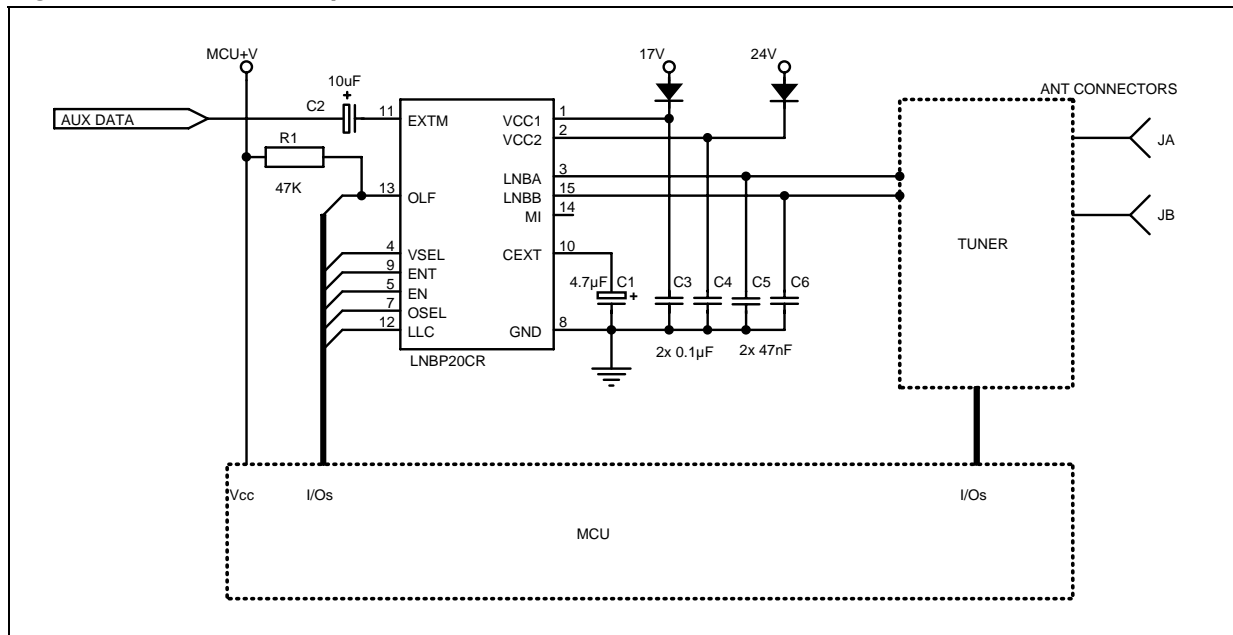 MCU+V
17V
24V
10uF
+
C2
ANT CONNECTORS
AUX DATA
11
EXTM
VCC1
1
VCC2
2
JA
R1
47K
LNBA
3
13
OLF
LNBB
15
MI
14
JB
TUNER
4
VSEL
CEXT
10
9
ENT
4.7µF
C1
+
C3
C4
C5
C6
5
EN
7
OSEL
12
LLC
GND
8
2x 0.1µF
2x 47nF
LNBP20CR
Vcc
I/Os
I/Os
MCU